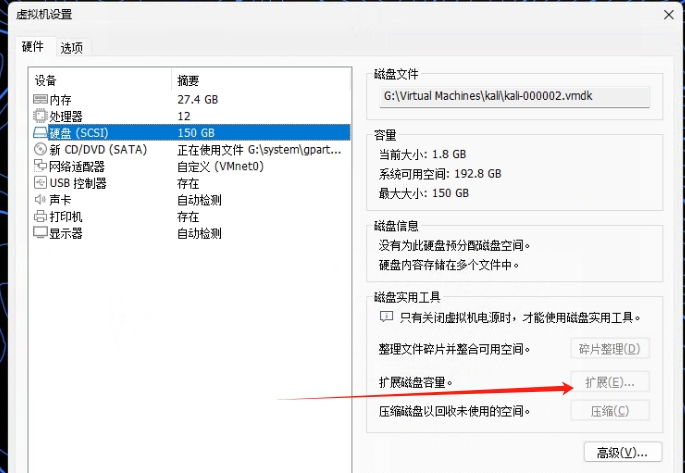 虚拟机设置
硬件 选项
设备 摘要
内存 27.4 GB
处理器 12
硬盘 (SCSI) 150 GB
新 CD/DVD (SATA) 正在使用文件 G:\system\gpart...
网络适配器 自定义 (VMnet0)
USB 控制器 存在
声卡 自动检测
打印机 存在
显示器 自动检测
磁盘文件
G:\Virtual Machines\kali\kali-000002.vmdk
容量
当前大小: 1.8 GB
系统可用空间: 192.8 GB
最大大小: 150 GB
磁盘信息
没有为此硬盘预分配磁盘空间。
硬盘内容存储在多个文件中。
磁盘实用工具
只有关闭虚拟机电源时，才能使用磁盘实用工具。
整理文件碎片并整合可用空间。 碎片整理(D)
扩展磁盘容量。 扩展(E)...
压缩磁盘以回收未使用的空间。 压缩(C)
高级(V)...